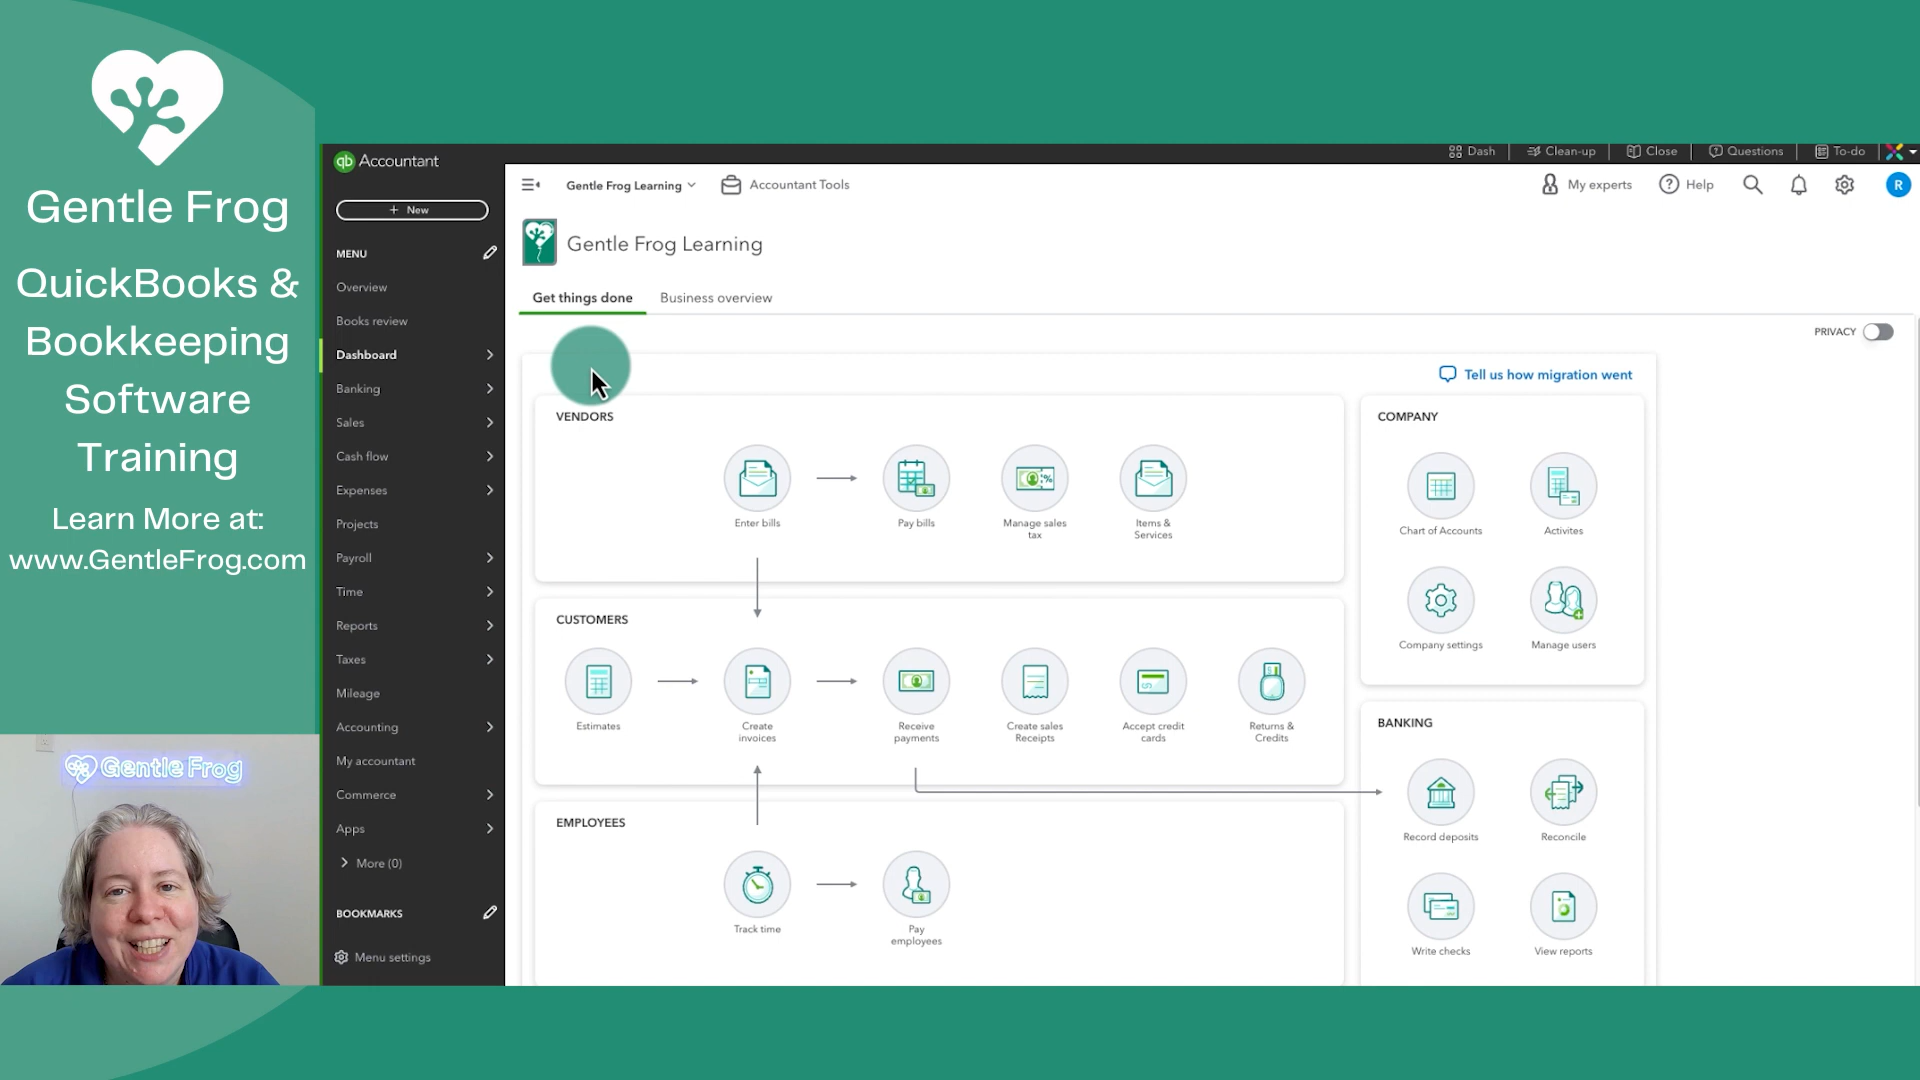 Gentle Frog
QuickBooks &
Bookkeeping
Software
Training
Learn More at:
www.GentleFrog.com
Gentle Frog
qb Accountant
Dash
Clean-up
Close
Questions
To-do
+ New
MENU
Overview
Books review
Dashboard
Banking
Sales
Cash flow
Expenses
Projects
Payroll
Time
Reports
Taxes
Mileage
Accounting
My accountant
Commerce
Apps
More (0)
BOOKMARKS
Menu settings
Gentle Frog Learning
Accountant Tools
My experts
Help
R
Gentle Frog Learning
Get things done
Business overview
PRIVACY
Tell us how migration went
VENDORS
Enter bills
Pay bills
Manage sales
tax
Items &
Services
CUSTOMERS
Estimates
Create
invoices
Receive
payments
Create sales
Receipts
Accept credit
cards
Returns &
Credits
EMPLOYEES
Track time
Pay
employees
COMPANY
Chart of Accounts
Activites
Company settings
Manage users
BANKING
Record deposits
Reconcile
Write checks
View reports